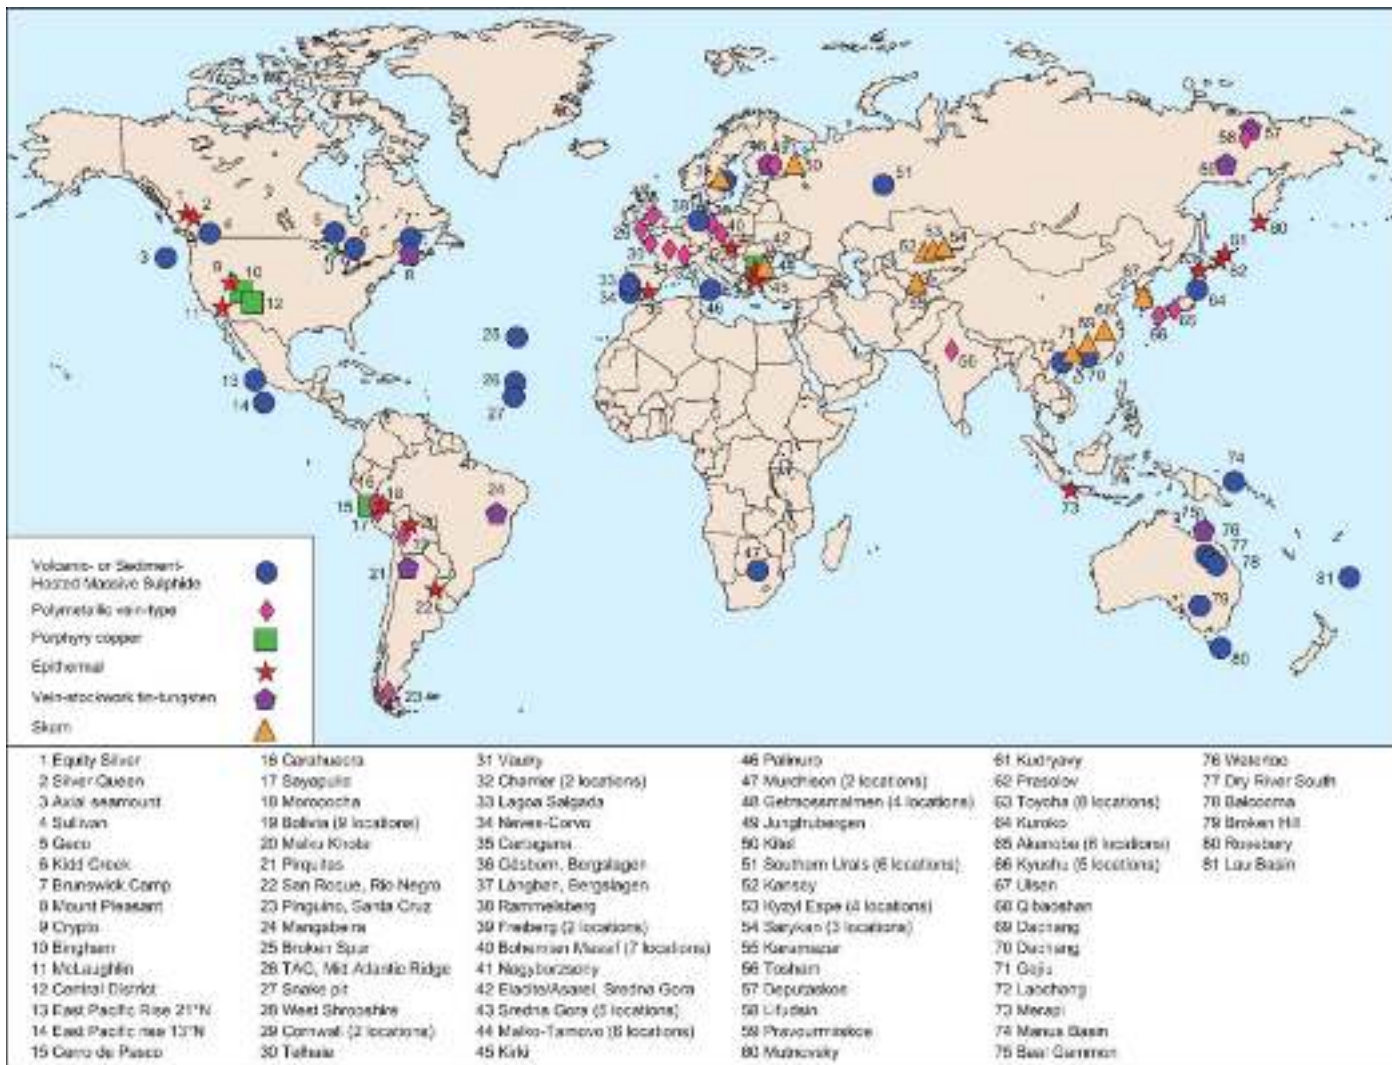 Volcanic- or Sediment-
Hosted Massive Sulphide
Polymetallic vein-type
Porphyry copper
Epithermal
Vein-stockwork tin-tungsten
Skarn
1 Equity Silver
2 Silver Queen
3 Axial seamount
4 Sullivan
5 Geco
6 Kidd Creek
7 Brunswick Camp
8 Mount Pleasant
9 Crypto
10 Bingham
11 McLaughlin
12 Central District
13 East Pacific Rise 21°N
14 East Pacific rise 13°N
15 Cerro de Pasco
16 Carahuacra
17 Sayapullo
18 Morococha
19 Bolivia (9 locations)
20 Malku Khota
21 Pirquitas
22 San Roque, Rio Negro
23 Pinguino, Santa Cruz
24 Mangabeira
25 Broken Spur
26 TAG, Mid Atlantic Ridge
27 Snake pit
28 West Shropshire
29 Cornwall (2 locations)
30
31 Vaulry
32 Charrier (2 locations)
33 Lagoa Salgada
34 Neves-Corvo
35 Cartagena
36 Gåsborn, Bergslagen
37 Långban, Bergslagen
38 Rammelsberg
39 Freiberg (2 locations)
40 Bohemian Massif (7 locations)
41 Nagyborzsony
42 Elacite/Asarel, Sredna Gora
43 Sredna Gora (5 locations)
44 Malko-Tarnovo (6 locations)
45 Kirki
46 Palinuro
47 Murchison (2 locations)
48 Getmossmalmen (4 locations)
49 Jungfrubergen
50 Kitel
51 Southern Urals (6 locations)
52 Kansay
53 Kyzyl Espe (4 locations)
54 Sarykan (3 locations)
55 Karamazar
56 Tosham
57 Deputatskoe
58 Lifudzin
59 Pravourmiskoe
60 Mutnovsky
61 Kudryavy
62 Prasolov
63 Toyoha (8 locations)
64 Kuroko
65 Akenobe (6 locations)
66 Kyushu (5 locations)
67 Ulsen
68 Qibaoshan
69 Dachang
70 Dachang
71 Gejiu
72 Laochang
73 Merapi
74 Manus Basin
75 Baal Gammon
76 Waterloo
77 Dry River South
78 Balcooma
79 Broken Hill
80 Rosebery
81 Lau Basin